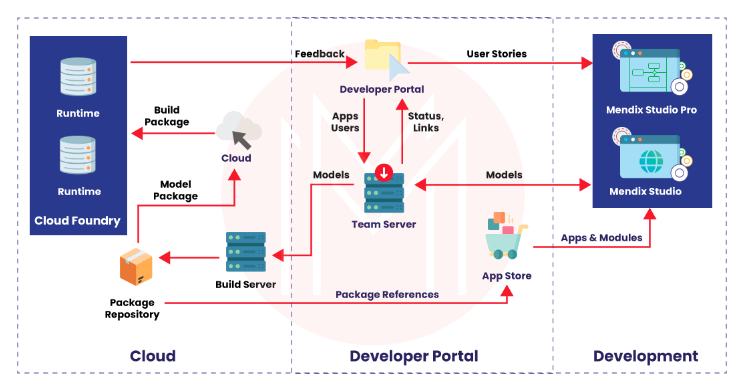 Feedback
User Stories
Runtime
Build
Package
Developer Portal
Mendix Studio Pro
Apps
Users
Status,
Links
Cloud
Runtime
Model
Package
Models
Models
Mendix Studio
Cloud Foundry
Team Server
Apps & Modules
App Store
Build Server
Package
Repository
Package References
Cloud
Developer Portal
Development